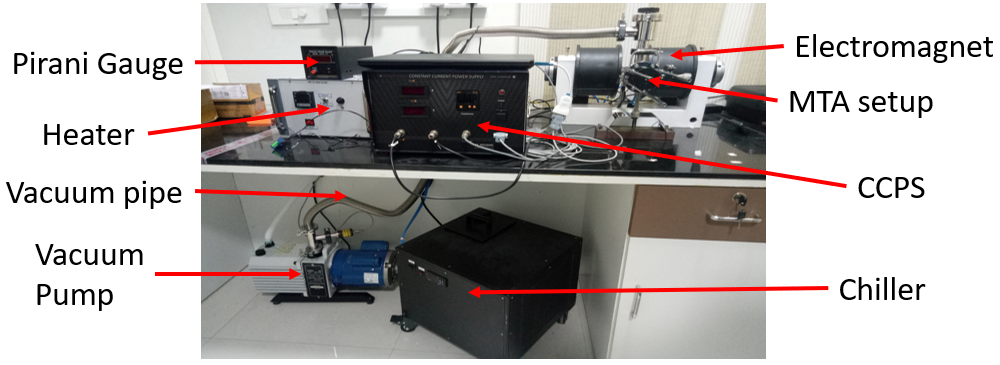 Pirani Gauge
Heater
Vacuum pipe
Vacuum
Pump
Electromagnet
MTA setup
CCPS
Chiller
CONSTANT CURRENT POWER SUPPLY